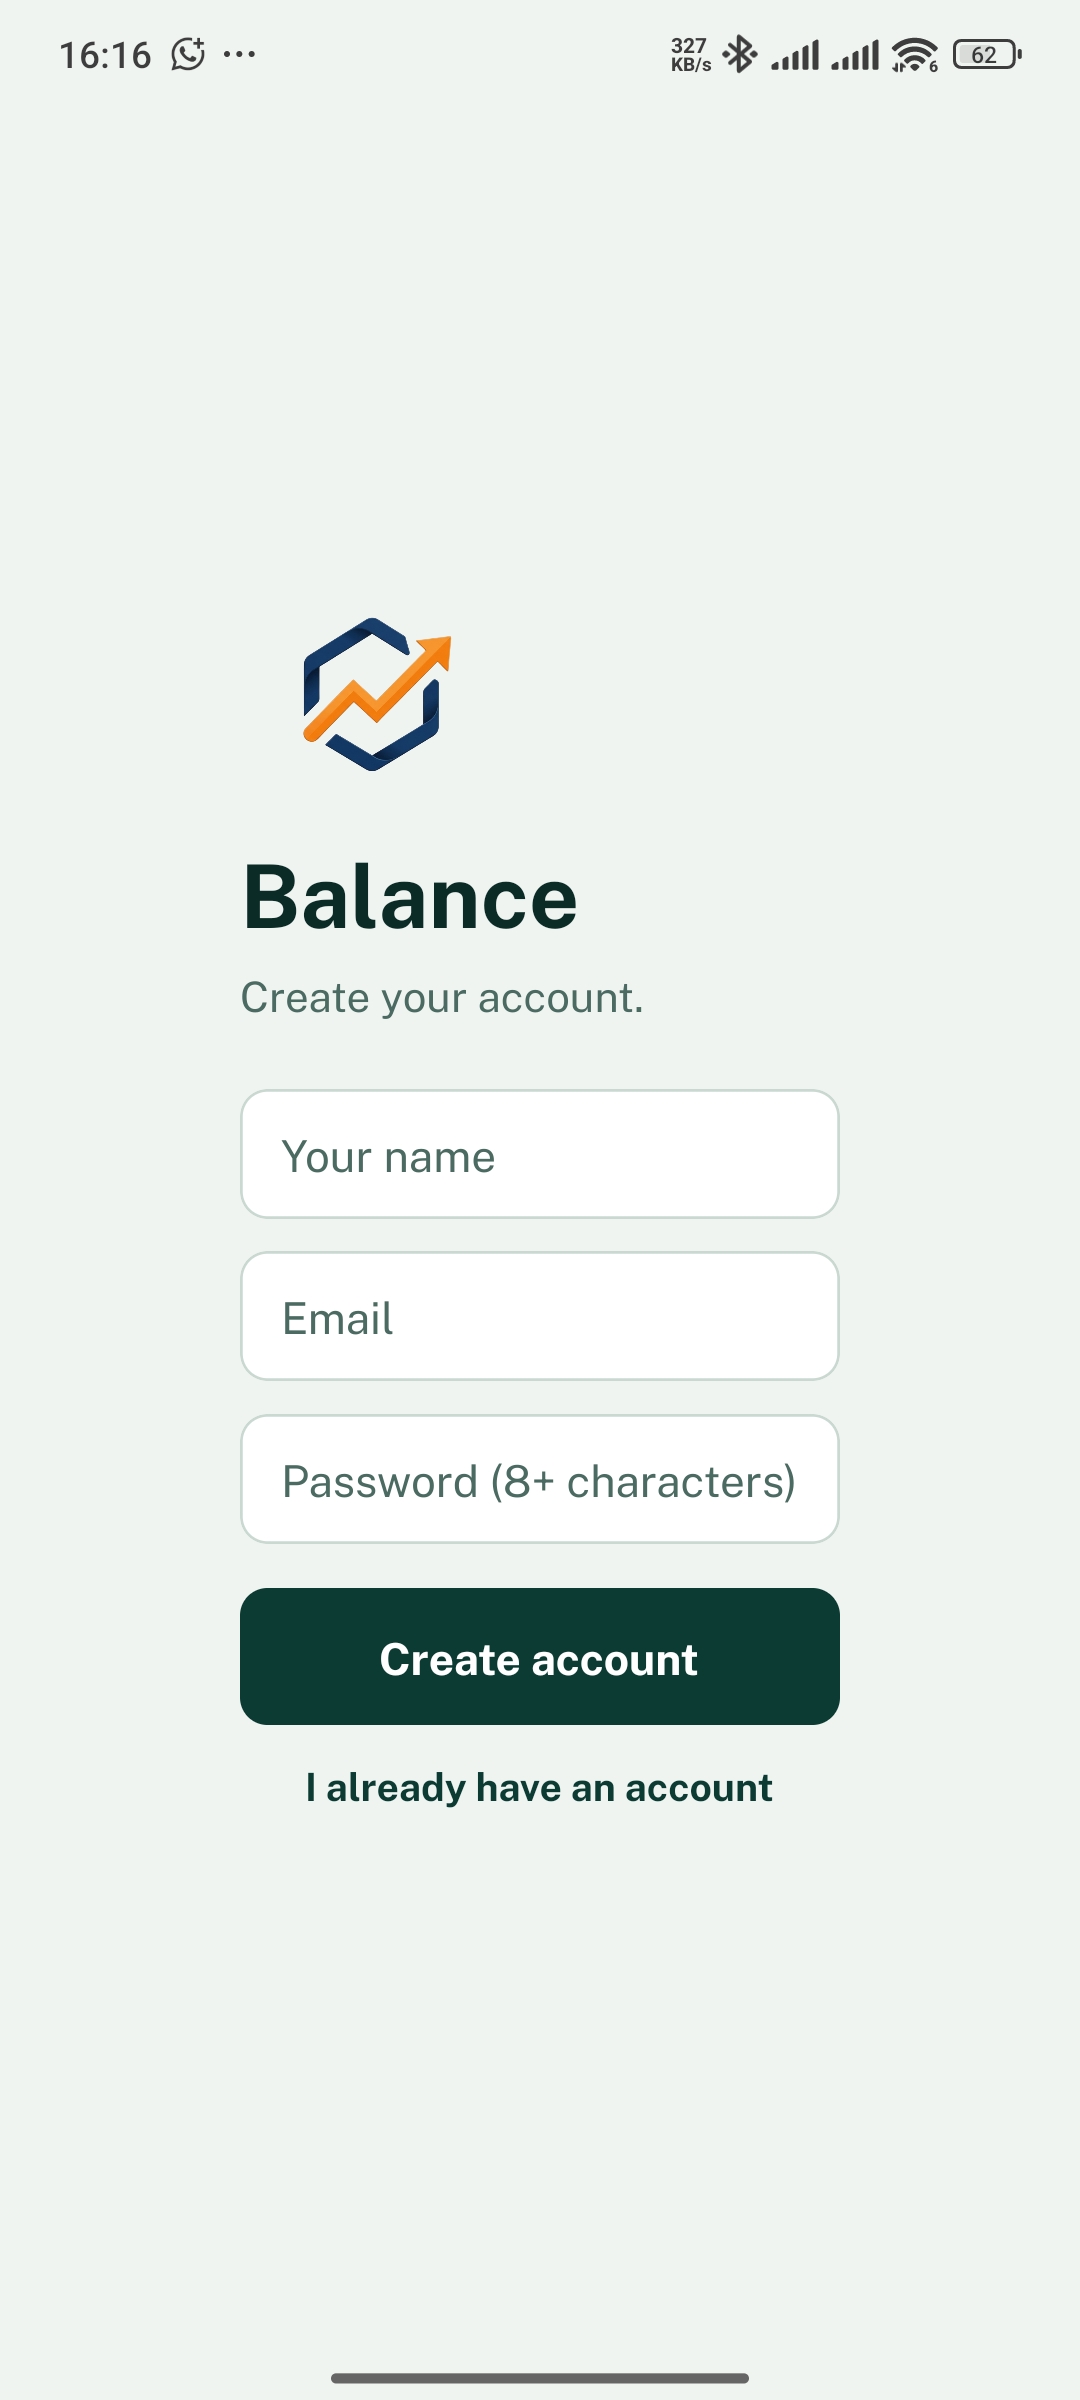 16:16 ... 327 KB/s 6 62
Balance
Create your account.
Your name
Email
Password (8+ characters)
Create account
I already have an account